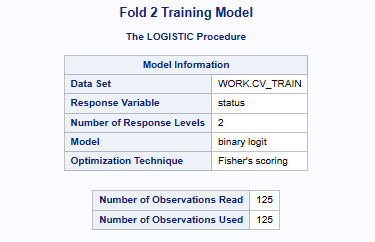 Fold 2 Training Model
The LOGISTIC Procedure
Model Information
Data Set WORK.CV_TRAIN
Response Variable status
Number of Response Levels 2
Model binary logit
Optimization Technique Fisher's scoring
Number of Observations Read 125
Number of Observations Used 125